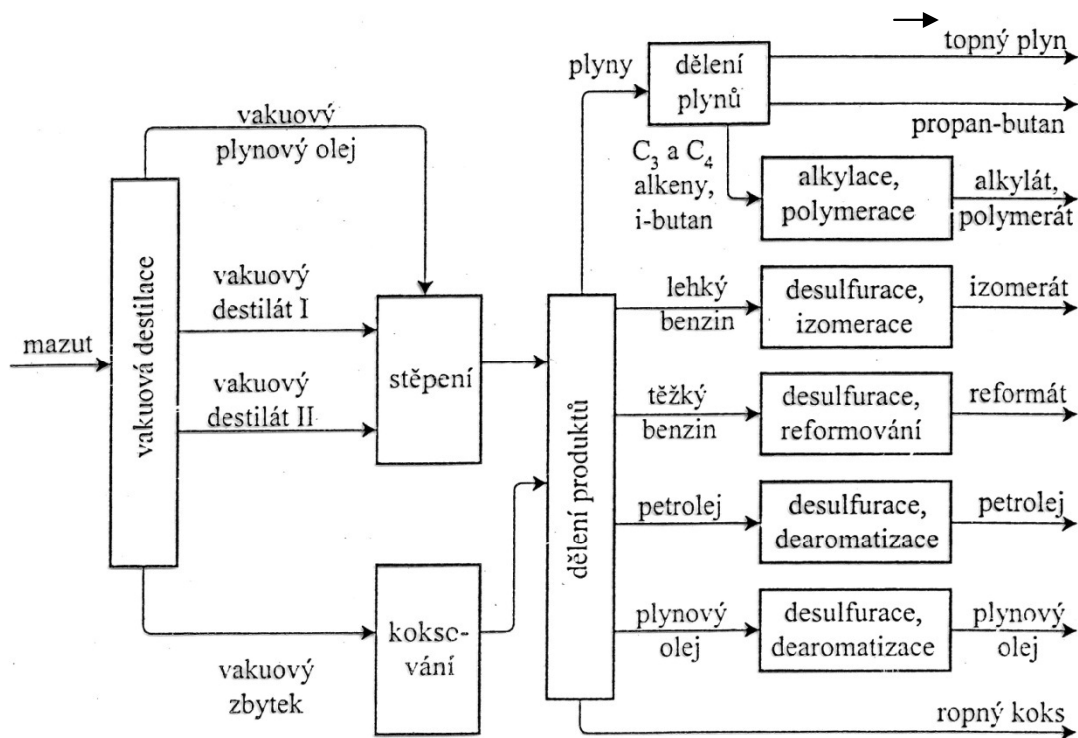 topný plyn
plyny
dělení
plynů
propan-butan
vakuový
plynový olej
C₃ a C₄
alkeny,
i-butan
alkylace,
polymerace
alkylát,
polymerát
mazut
vakuová destilace
vakuový
destilát I
vakuový
destilát II
stěpení
dělení produktů
lehký
benzin
desulfurace,
izomerace
izomerát
těžký
benzin
desulfurace,
reformování
reformát
petrolej
desulfurace,
dearomatizace
petrolej
vakuový
zbytek
koksc-
vání
plynový
olej
desulfurace,
dearomatizace
plynový
olej
ropný koks